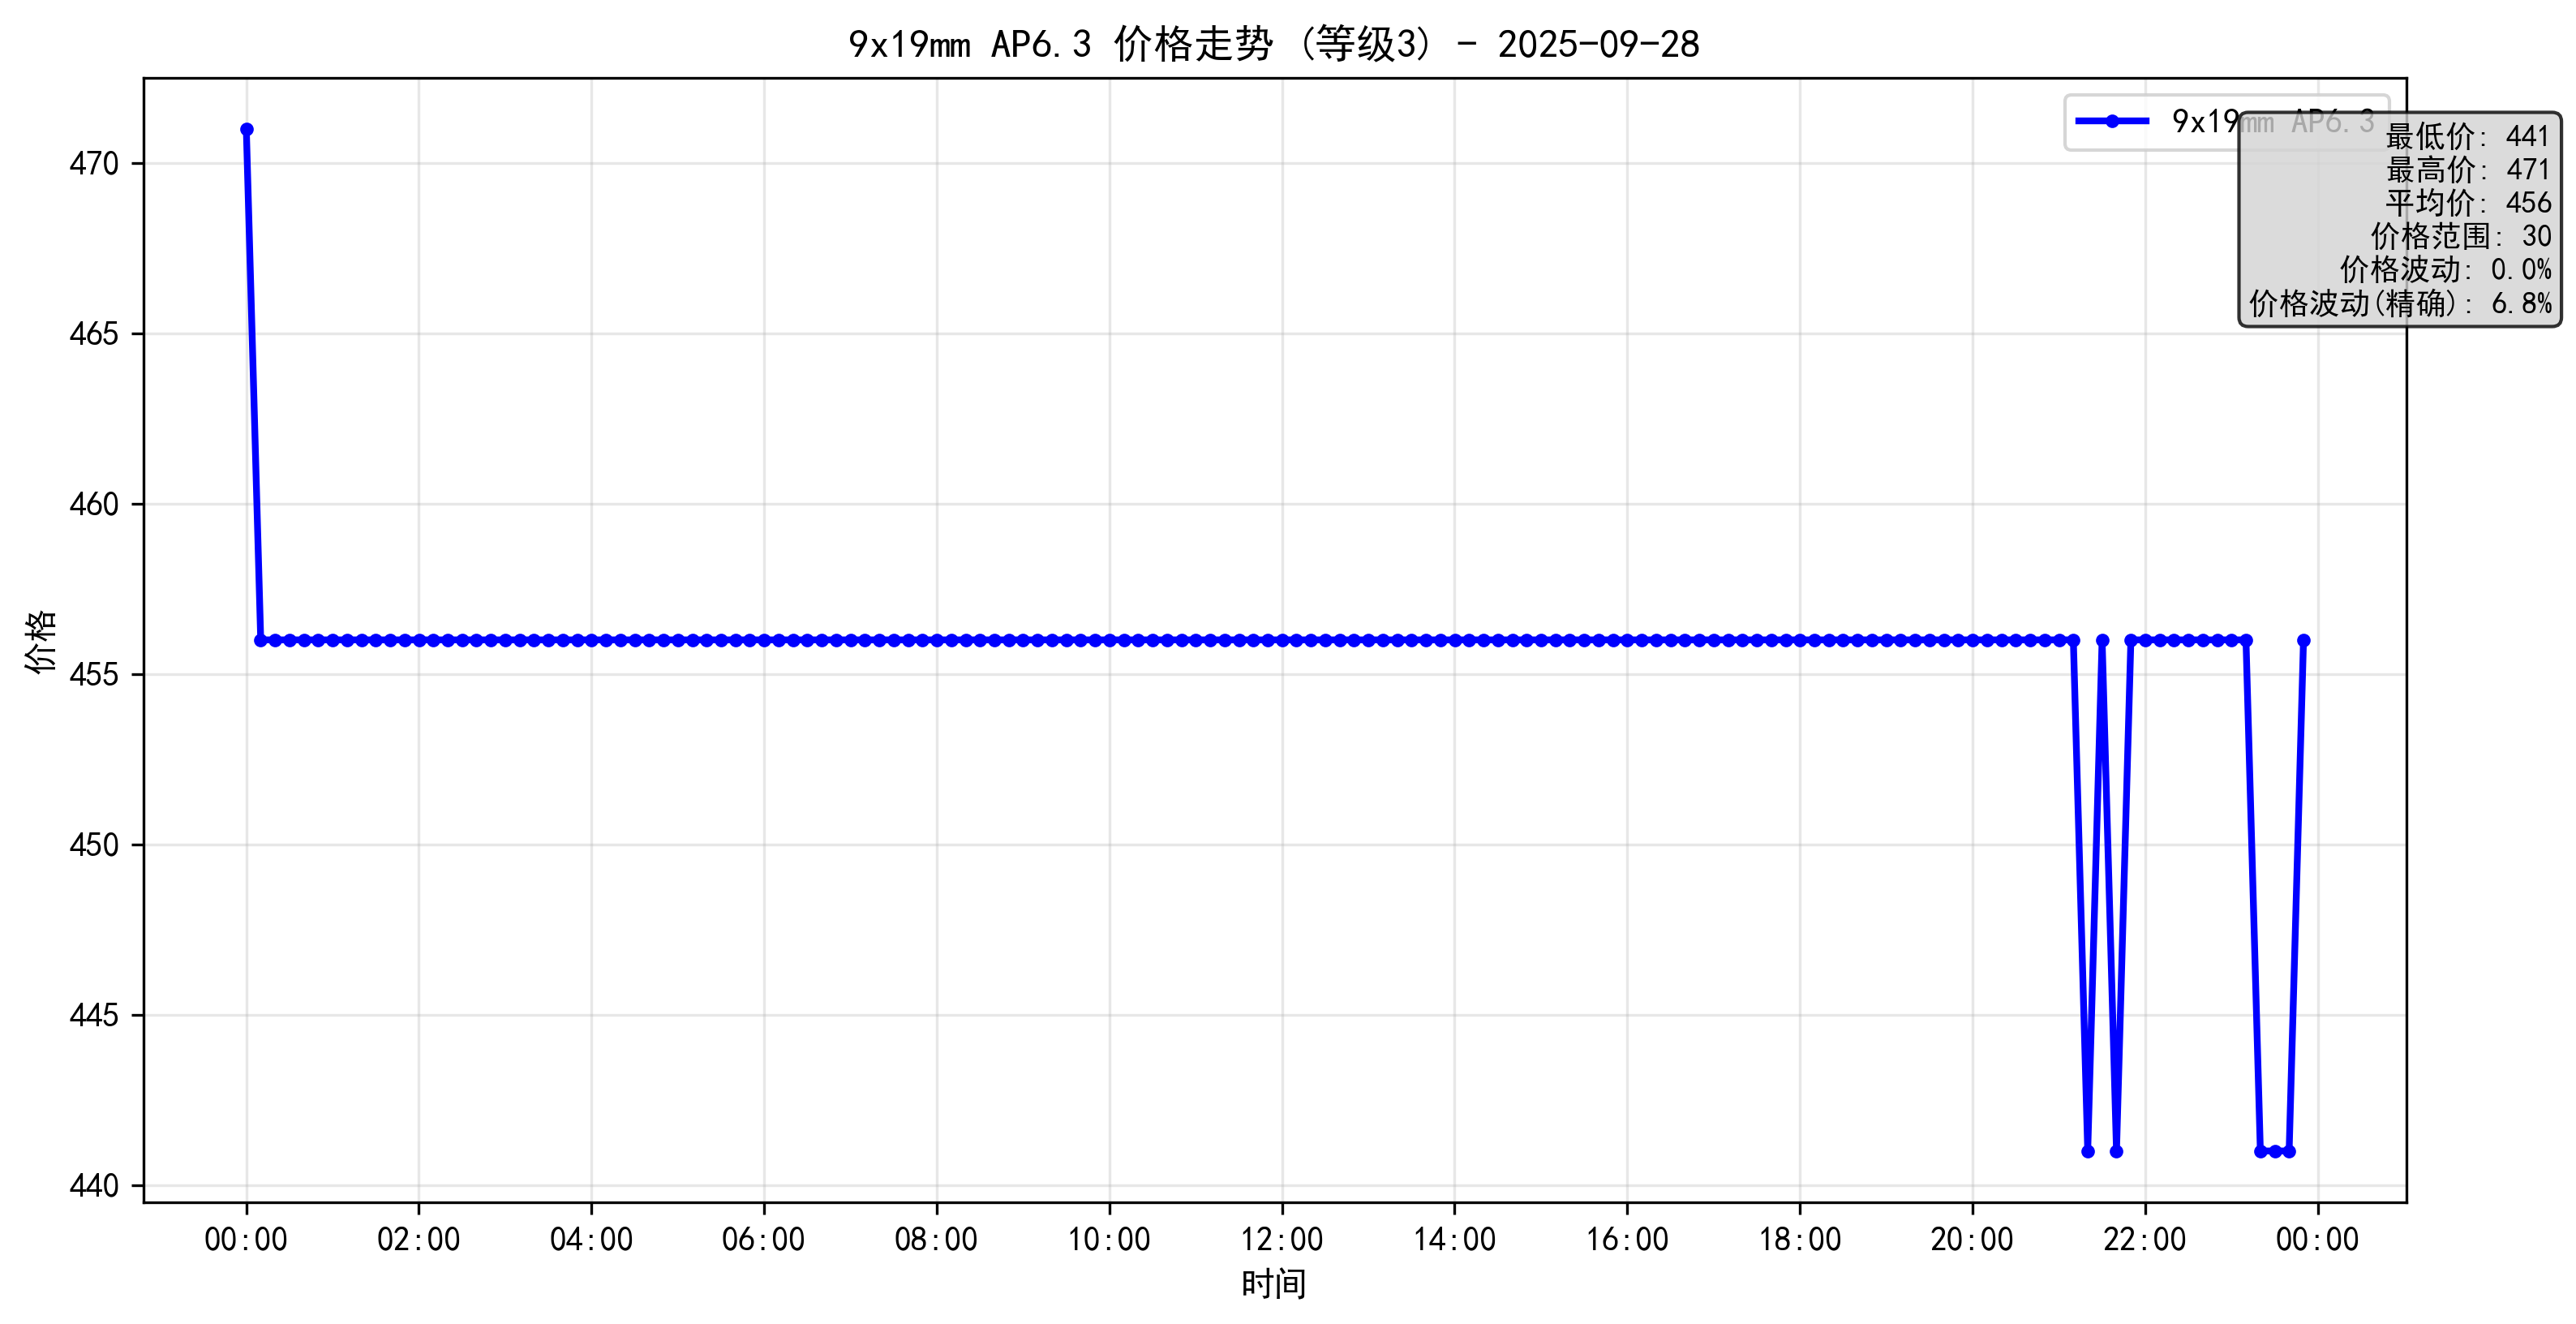 9x19mm AP6.3 价格走势 (等级3) - 2025-09-28
9x19mm AP6.3
最低价: 441
最高价: 471
平均价: 456
价格范围: 30
价格波动: 0.0%
价格波动(精确): 6.8%
价格
470
465
460
455
450
445
440
00:00 02:00 04:00 06:00 08:00 10:00 12:00 14:00 16:00 18:00 20:00 22:00 00:00
时间